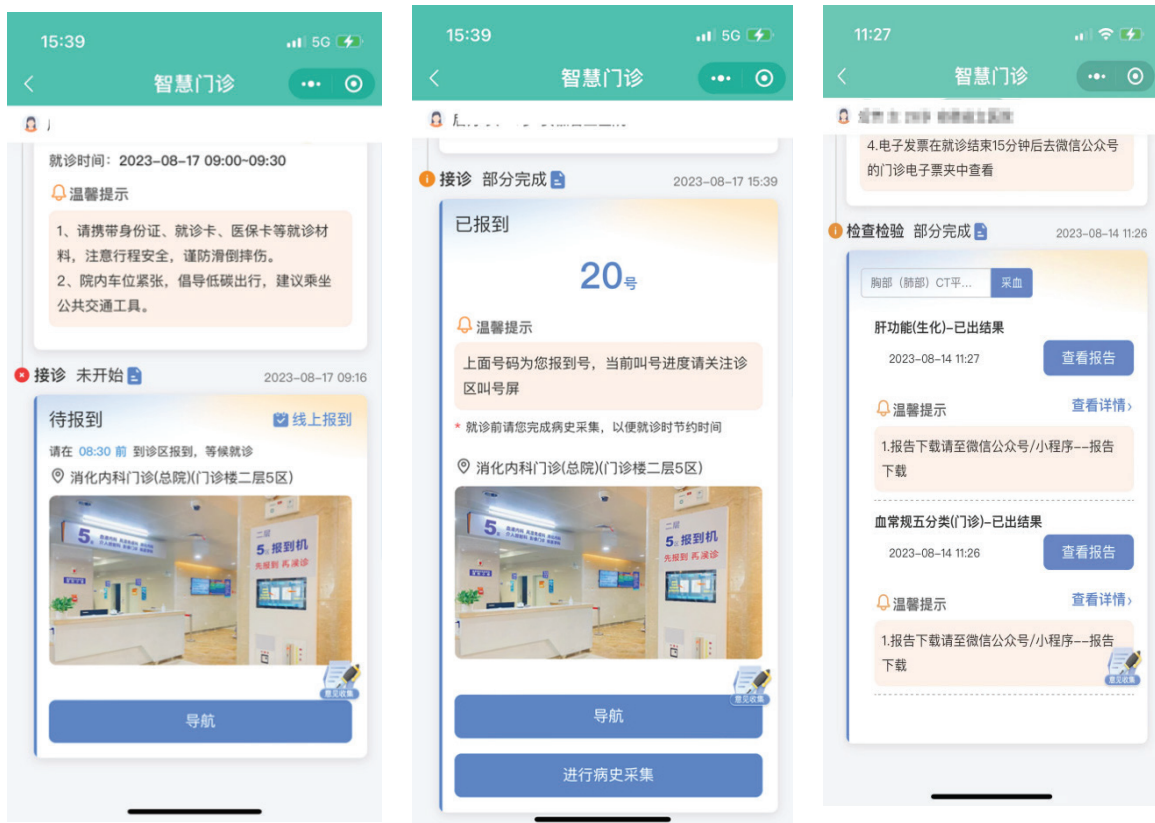 15:39
5G
智慧门诊
就诊时间：2023-08-17 09:00~09:30
温馨提示
1、请携带身份证、就诊卡、医保卡等就诊材
料，注意行程安全，谨防滑倒摔伤。
2、院内车位紧张，倡导低碳出行，建议乘坐
公共交通工具。
接诊 未开始
2023-08-17 09:16
待报到
线上报到
请在 08:30 前 到诊区报到，等候就诊
消化内科门诊(总院)(门诊楼二层5区)
5
二层
5 报到机
先报到 再候诊
意见收集
导航
15:39
5G
智慧门诊
接诊 部分完成
2023-08-17 15:39
已报到
20号
温馨提示
上面号码为您报到号，当前叫号进度请关注诊
区叫号屏
* 就诊前请您完成病史采集，以便就诊时节约时间
消化内科门诊(总院)(门诊楼二层5区)
5
二层
5 报到机
先报到 再候诊
意见收集
导航
进行病史采集
11:27
智慧门诊
4.电子发票在就诊结束15分钟后去微信公众号
的门诊电子票夹中查看
检查检验 部分完成
2023-08-14 11:26
胸部（肺部）CT平...
采血
肝功能(生化)-已出结果
2023-08-14 11:27
查看报告
温馨提示
查看详情›
1.报告下载请至微信公众号/小程序--报告
下载
血常规五分类(门诊)-已出结果
2023-08-14 11:26
查看报告
温馨提示
查看详情›
1.报告下载请至微信公众号/小程序--报告
下载
意见收集